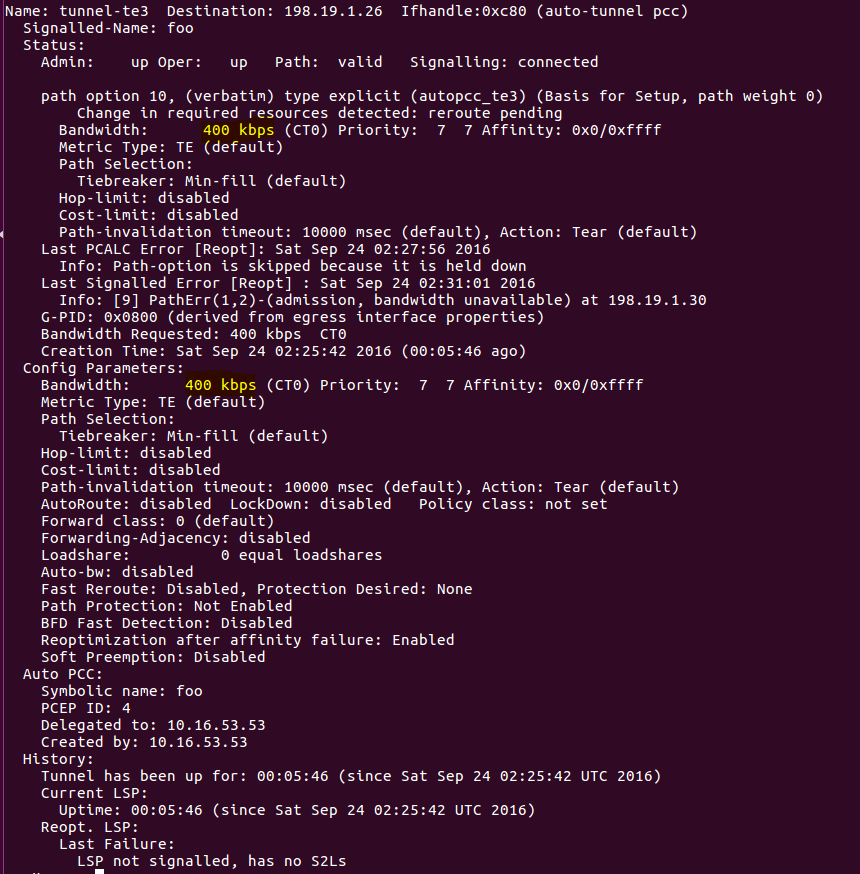 Name: tunnel-te3  Destination: 198.19.1.26  Ifhandle:0xc80 (auto-tunnel pcc)
  Signalled-Name: foo
  Status:
    Admin:    up Oper:   up   Path:  valid   Signalling: connected

    path option 10, (verbatim) type explicit (autopcc_te3) (Basis for Setup, path weight 0)
        Change in required resources detected: reroute pending
      Bandwidth:      400 kbps (CT0) Priority:  7  7 Affinity: 0x0/0xffff
      Metric Type: TE (default)
      Path Selection:
        Tiebreaker: Min-fill (default)
      Hop-limit: disabled
      Cost-limit: disabled
      Path-invalidation timeout: 10000 msec (default), Action: Tear (default)
    Last PCALC Error [Reopt]: Sat Sep 24 02:27:56 2016
      Info: Path-option is skipped because it is held down
    Last Signalled Error [Reopt] : Sat Sep 24 02:31:01 2016
      Info: [9] PathErr(1,2)-(admission, bandwidth unavailable) at 198.19.1.30
    G-PID: 0x0800 (derived from egress interface properties)
    Bandwidth Requested: 400 kbps  CT0
    Creation Time: Sat Sep 24 02:25:42 2016 (00:05:46 ago)
  Config Parameters:
    Bandwidth:      400 kbps (CT0) Priority:  7  7 Affinity: 0x0/0xffff
    Metric Type: TE (default)
    Path Selection:
      Tiebreaker: Min-fill (default)
    Hop-limit: disabled
    Cost-limit: disabled
    Path-invalidation timeout: 10000 msec (default), Action: Tear (default)
    AutoRoute: disabled  LockDown: disabled   Policy class: not set
    Forward class: 0 (default)
    Forwarding-Adjacency: disabled
    Loadshare:          0 equal loadshares
    Auto-bw: disabled
    Fast Reroute: Disabled, Protection Desired: None
    Path Protection: Not Enabled
    BFD Fast Detection: Disabled
    Reoptimization after affinity failure: Enabled
    Soft Preemption: Disabled
  Auto PCC:
    Symbolic name: foo
    PCEP ID: 4
    Delegated to: 10.16.53.53
    Created by: 10.16.53.53
  History:
    Tunnel has been up for: 00:05:46 (since Sat Sep 24 02:25:42 UTC 2016)
    Current LSP:
      Uptime: 00:05:46 (since Sat Sep 24 02:25:42 UTC 2016)
    Reopt. LSP:
      Last Failure:
        LSP not signalled, has no S2Ls